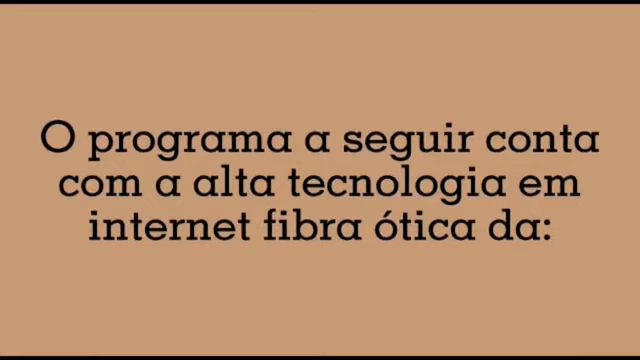 O programa a seguir conta
com a alta tecnologia em
internet fibra ótica da: